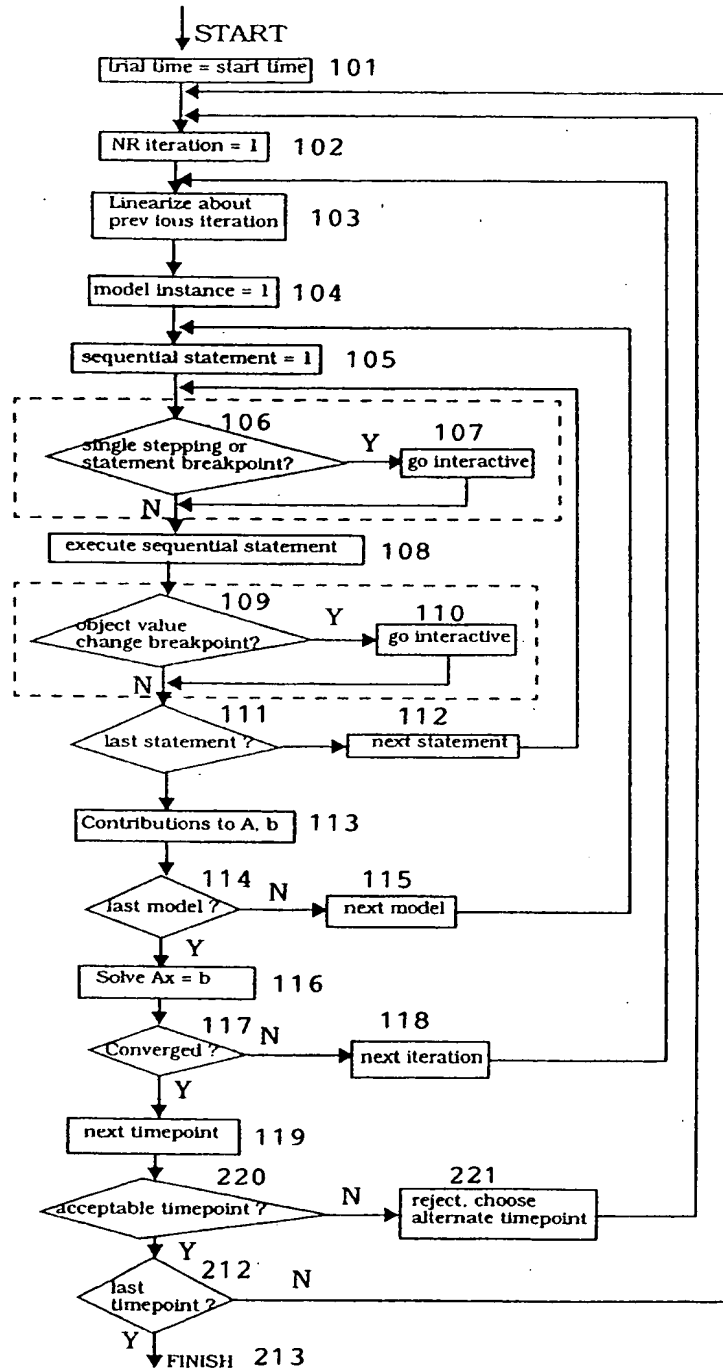 START
trial time = start time 101
NR iteration = 1 102
Linearize about
previous iteration 103
model instance = 1 104
sequential statement = 1 105
106
single stepping or
statement breakpoint?
Y
107
go interactive
N
execute sequential statement 108
109
object value
change breakpoint?
Y
110
go interactive
N
111
last statement ?
112
next statement
Contributions to A, b 113
114
last model ?
N
115
next model
Y
Solve Ax = b 116
117
Converged ?
N
118
next iteration
Y
next timepoint 119
220
acceptable timepoint ?
N
221
reject, choose
alternate timepoint
Y
212
last
timepoint ?
N
Y
FINISH 213